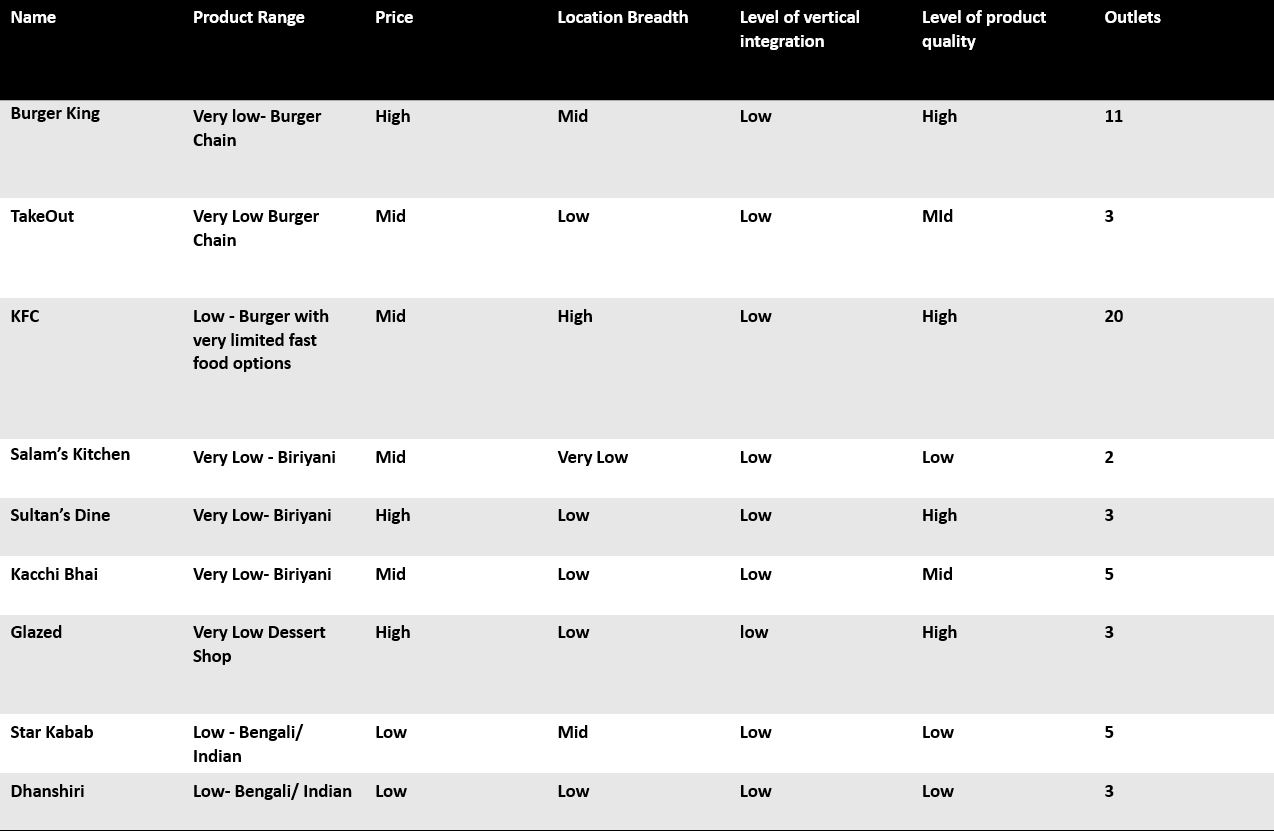 Name Product Range Price Location Breadth Level of vertical Level of product Outlets
integration quality
Burger King Very low- Burger High Mid Low High 11
Chain
TakeOut Very Low Burger Mid Low Low MId 3
Chain
KFC Low - Burger with Mid High Low High 20
very limited fast
food options
Salam’s Kitchen Very Low - Biriyani Mid Very Low Low Low 2
Sultan’s Dine Very Low- Biriyani High Low Low High 3
Kacchi Bhai Very Low- Biriyani Mid Low Low Mid 5
Glazed Very Low Dessert High Low low High 3
Shop
Star Kabab Low - Bengali/ Low Mid Low Low 5
Indian
Dhanshiri Low- Bengali/ Indian Low Low Low Low 3